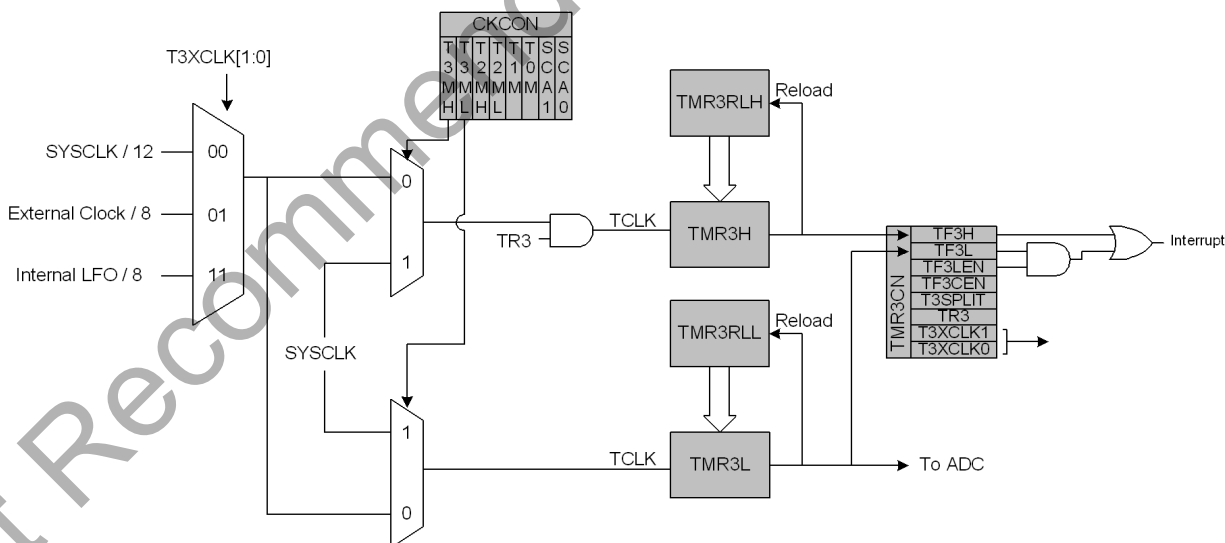 CKCON
T3MH
T3ML
T2MH
T2ML
T1M
T0M
SCA1
SCA0
T3XCLK[1:0]
SYSCLK / 12
00
External Clock / 8
01
Internal LFO / 8
11
0
1
TR3
TCLK
TMR3RLH
Reload
TMR3H
TMR3CN
TF3H
TF3L
TF3LEN
TF3CEN
T3SPLIT
TR3
T3XCLK1
T3XCLK0
Interrupt
SYSCLK
1
0
TCLK
TMR3RLL
Reload
TMR3L
To ADC